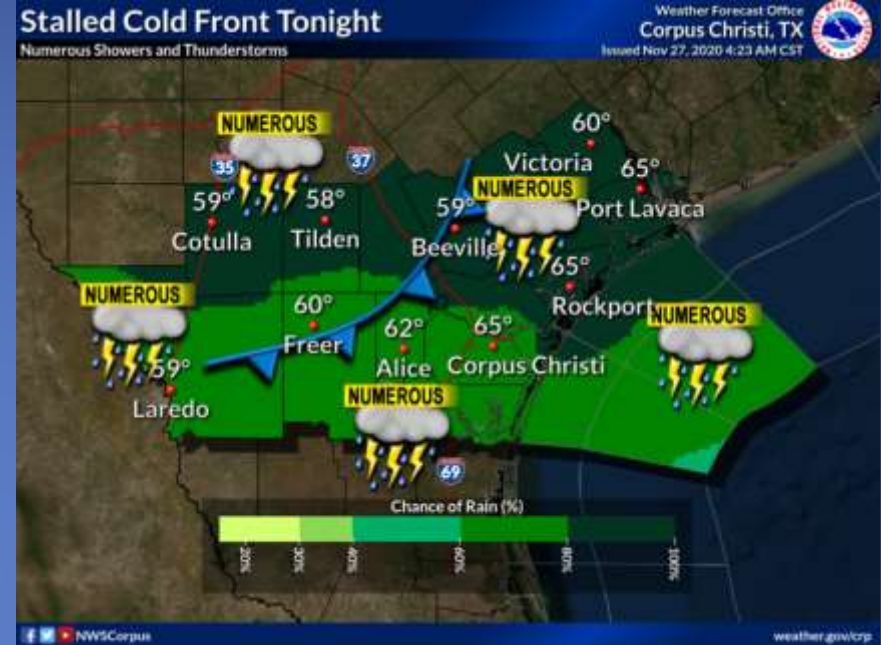 Stalled Cold Front Tonight
Numerous Showers and Thunderstorms
Weather Forecast Office
Corpus Christi, TX
Issued Nov 27, 2020 4:23 AM CST
NUMEROUS
35
37
60°
Victoria
65°
Port Lavaca
NUMEROUS
59°
Cotulla
58°
Tilden
59°
Beeville
65°
Rockport
NUMEROUS
59°
Laredo
60°
Freer
62°
Alice
65°
Corpus Christi
NUMEROUS
NUMEROUS
69
Chance of Rain (%)
20%
30%
40%
60%
80%
100%
NWSCorpus
weather.gov/crp